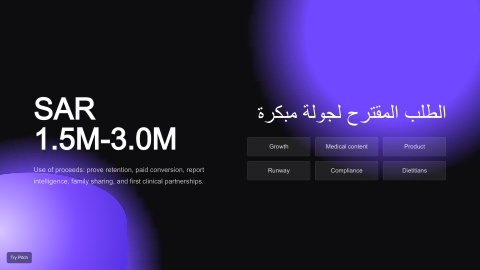 SAR
1.5M-3.0M
Use of proceeds: prove retention, paid conversion, report
intelligence, family sharing, and first clinical partnerships.
الطلب المقترح لجولة مبكرة
Growth
Medical content
Product
Runway
Compliance
Dietitians
Try Pitch